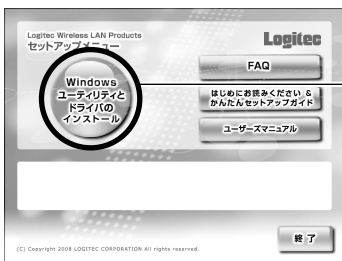 Logitec Wireless LAN Products
セットアップメニュー
Logitec
Windows
ユーティリティと
ドライバの
インストール
FAQ
はじめにお読みください &
かんたんセットアップガイド
ユーザーズマニュアル
終了
(C) Copyright 2008 LOGITEC CORPORATION All rights reserved.